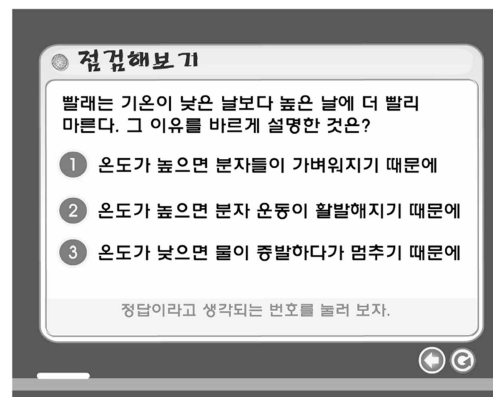 점검해보기
빨래는 기온이 낮은 날보다 높은 날에 더 빨리
마른다. 그 이유를 바르게 설명한 것은?
1 온도가 높으면 분자들이 가벼워지기 때문에
2 온도가 높으면 분자 운동이 활발해지기 때문에
3 온도가 낮으면 물이 증발하다가 멈추기 때문에
정답이라고 생각되는 번호를 눌러 보자.